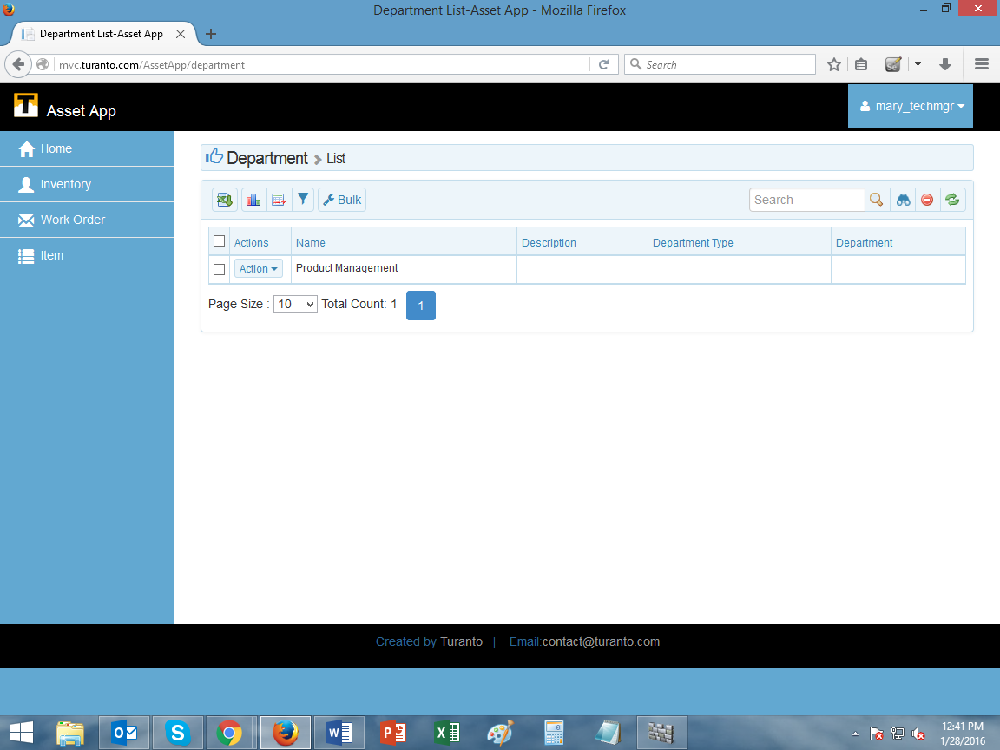 Department List-Asset App - Mozilla Firefox
Department List-Asset App
mvc.turanto.com/AssetApp/department
Search
T Asset App
mary_techmgr
Home
Inventory
Work Order
Item
Department > List
Bulk
Search
Actions Name Description Department Type Department
Action Product Management
Page Size : 10 Total Count: 1 1
Created by Turanto | Email:contact@turanto.com
12:41 PM
1/28/2016